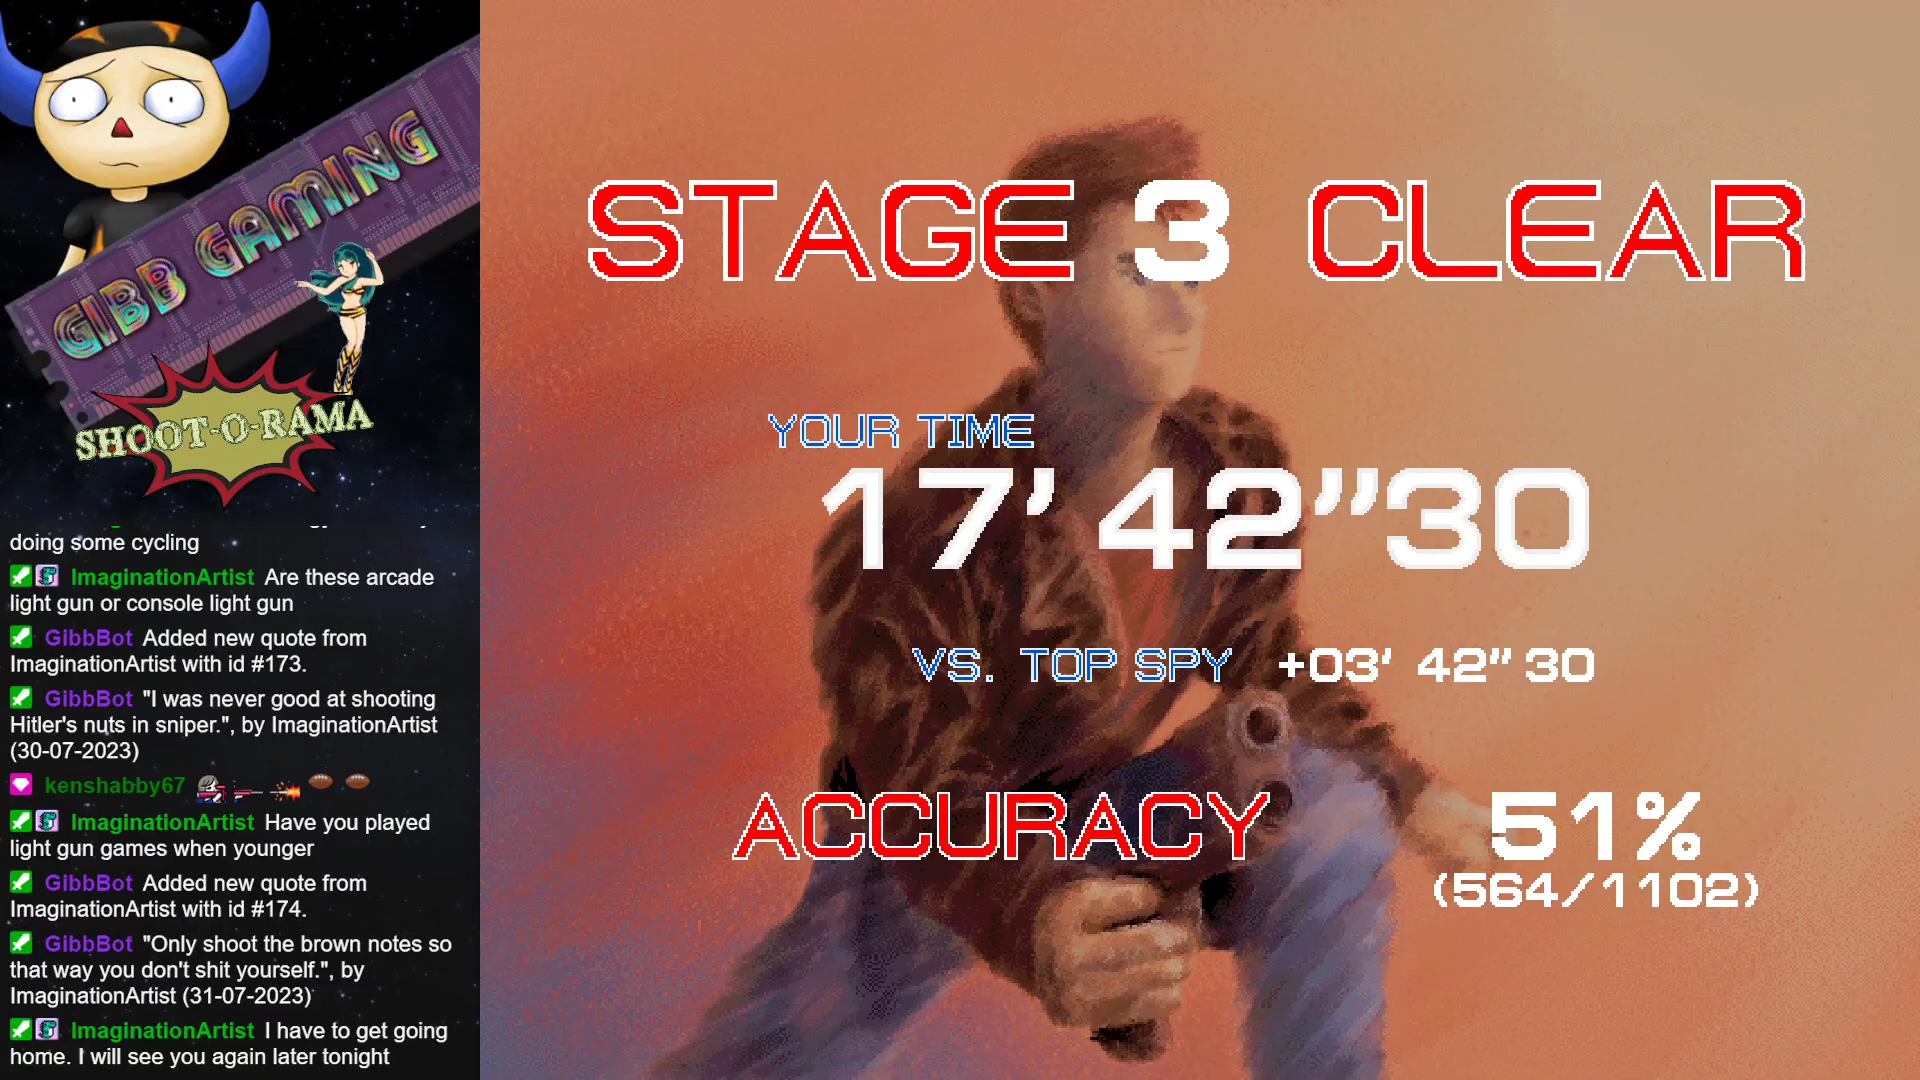 GIBB GAMING
SHOOT-O-RAMA
doing some cycling
ImaginationArtist Are these arcade
light gun or console light gun
GibbBot Added new quote from
ImaginationArtist with id #173.
GibbBot "I was never good at shooting
Hitler's nuts in sniper.", by ImaginationArtist
(30-07-2023)
kenshabby67
ImaginationArtist Have you played
light gun games when younger
GibbBot Added new quote from
ImaginationArtist with id #174.
GibbBot "Only shoot the brown notes so
that way you don't shit yourself.", by
ImaginationArtist (31-07-2023)
ImaginationArtist I have to get going
home. I will see you again later tonight
STAGE 3 CLEAR
YOUR TIME
17' 42"30
VS. TOP SPY +03' 42" 30
ACCURACY 51%
(564/1102)